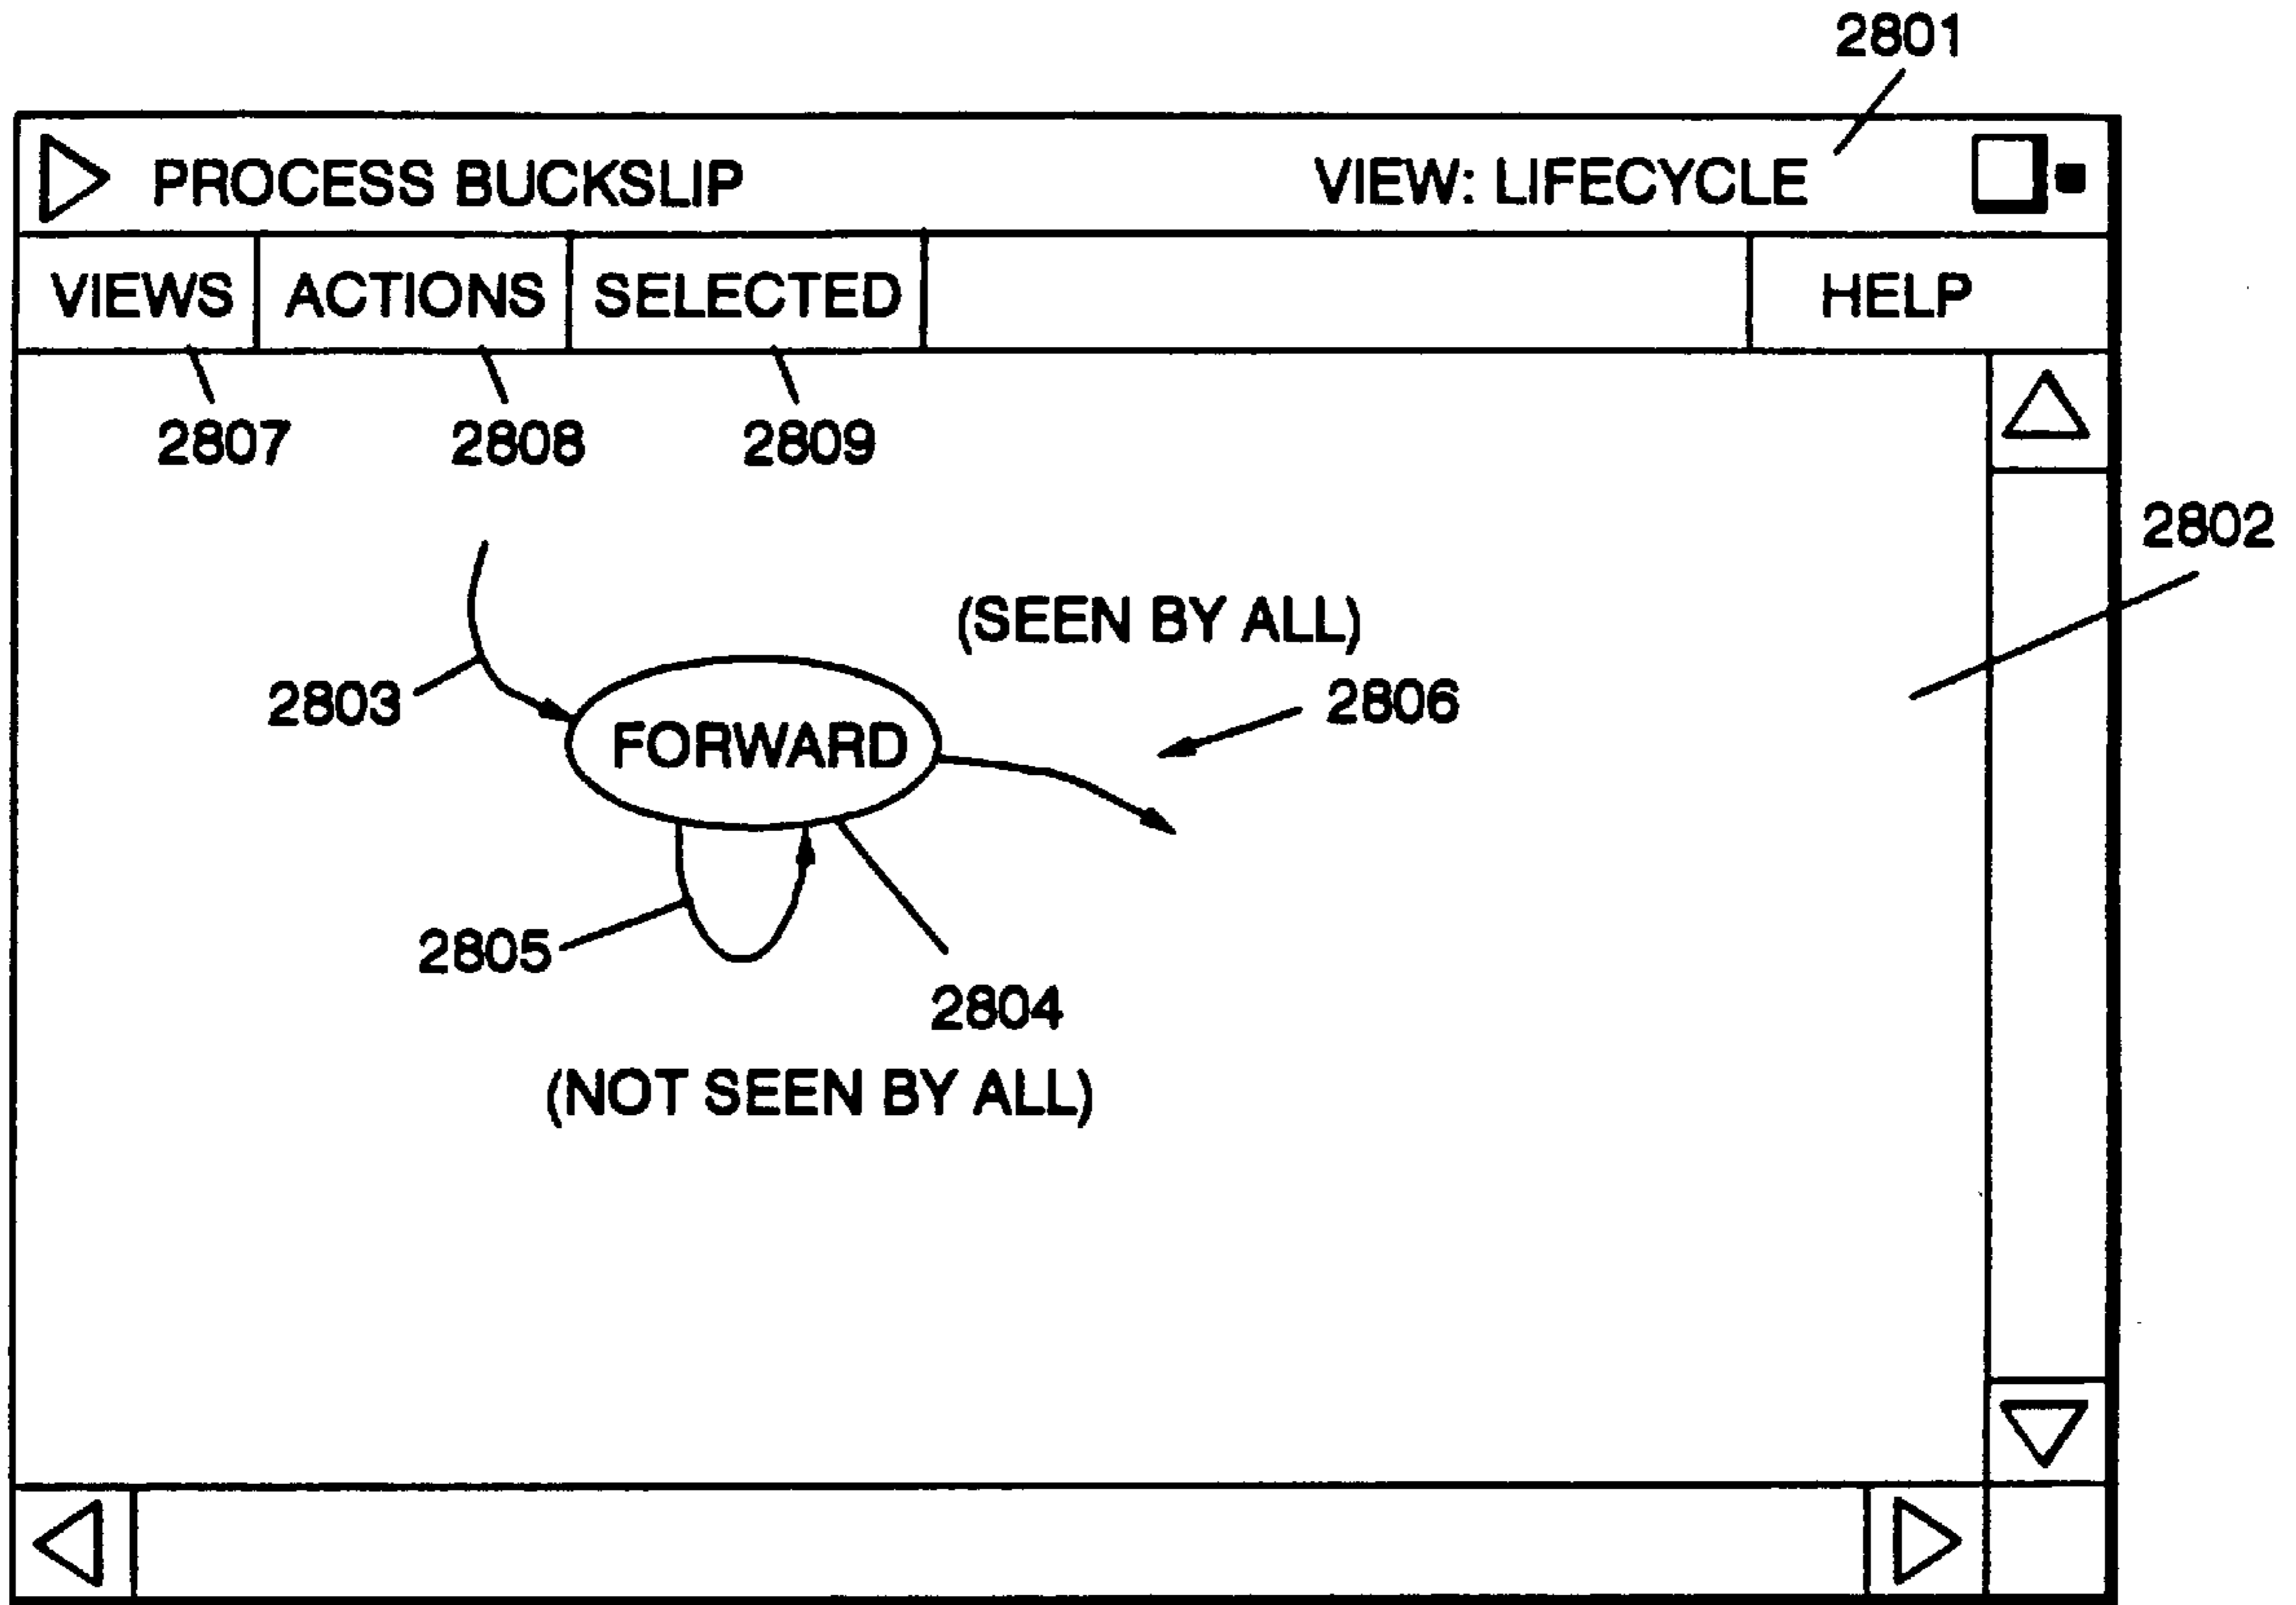 2801
PROCESS BUCKSLIP VIEW: LIFECYCLE
VIEWS ACTIONS SELECTED HELP
2807 2808 2809
2802
(SEEN BY ALL)
2803 2806
FORWARD
2805
2804
(NOT SEEN BY ALL)